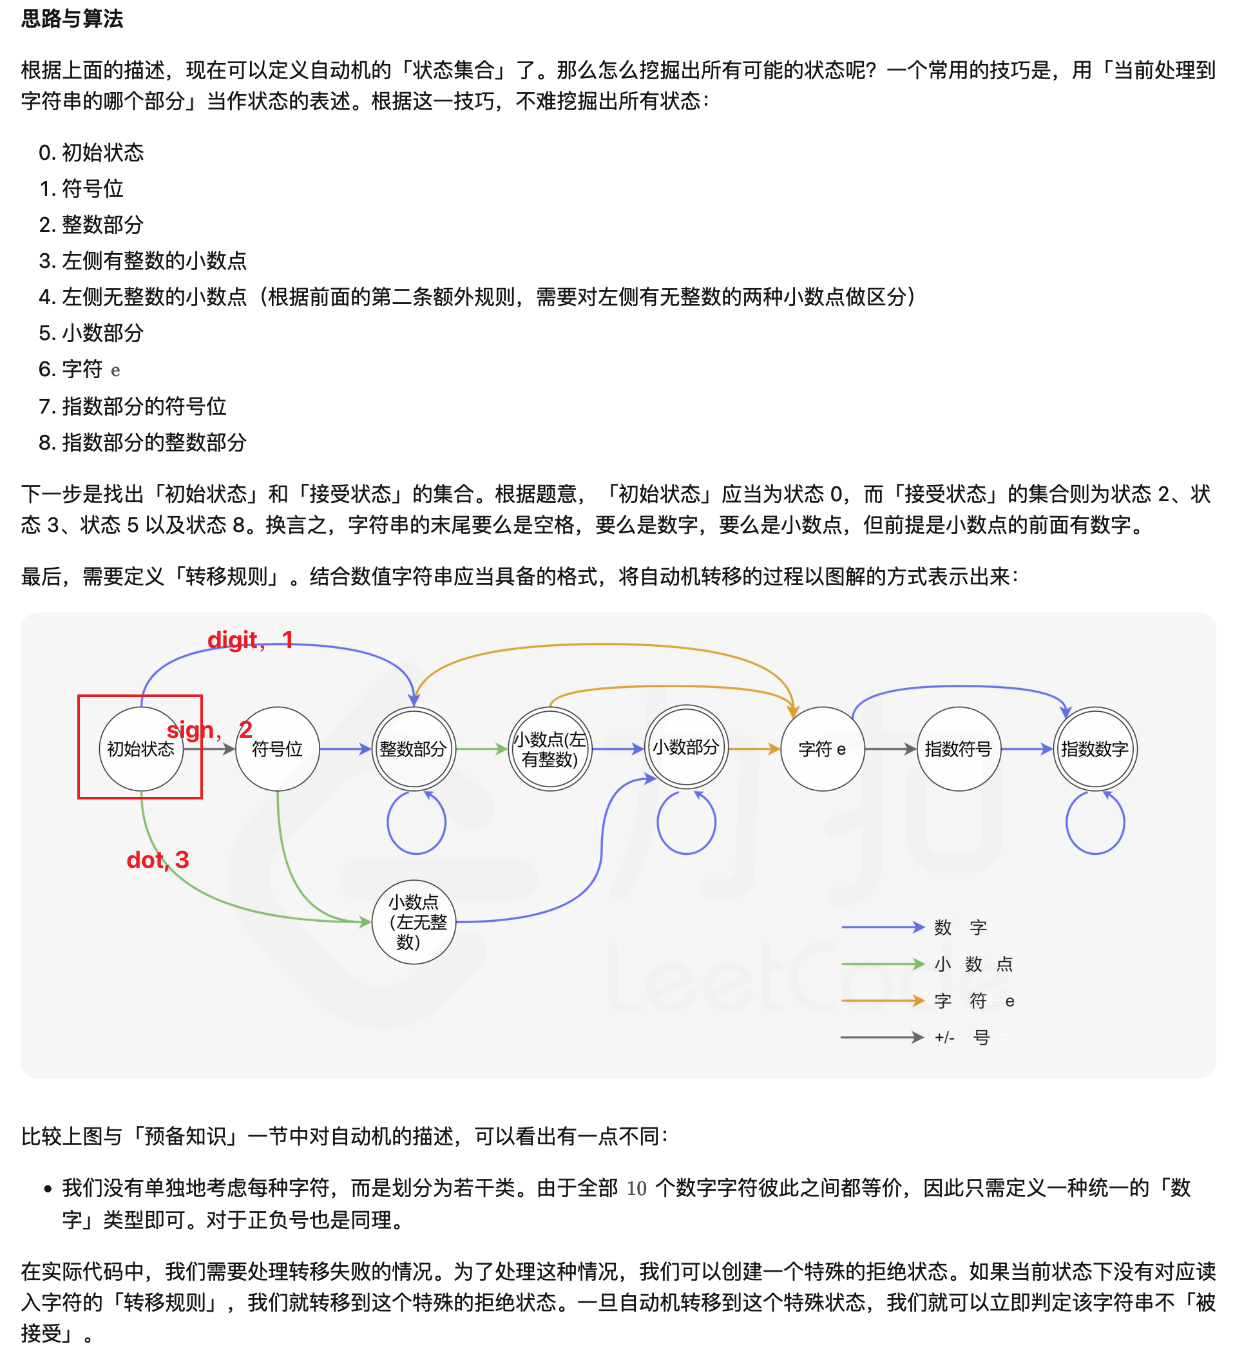 思路与算法
根据上面的描述，现在可以定义自动机的「状态集合」了。那么怎么挖掘出所有可能的状态呢？一个常用的技巧是，用「当前处理到
字符串的哪个部分」当作状态的表述。根据这一技巧，不难挖掘出所有状态：
0. 初始状态
1. 符号位
2. 整数部分
3. 左侧有整数的小数点
4. 左侧无整数的小数点（根据前面的第二条额外规则，需要对左侧有无整数的两种小数点做区分）
5. 小数部分
6. 字符 e
7. 指数部分的符号位
8. 指数部分的整数部分
下一步是找出「初始状态」和「接受状态」的集合。根据题意，「初始状态」应当为状态 0，而「接受状态」的集合则为状态 2、状
态 3、状态 5 以及状态 8。换言之，字符串的末尾要么是空格，要么是数字，要么是小数点，但前提是小数点的前面有数字。
最后，需要定义「转移规则」。结合数值字符串应当具备的格式，将自动机转移的过程以图解的方式表示出来：
digit，1
sign，2
初始状态
符号位
整数部分
小数点(左
有整数)
小数部分
字符 e
指数符号
指数数字
dot, 3
小数点
（左无整
数）
数 字
小 数 点
字 符 e
+/- 号
力扣
LeetCode
比较上图与「预备知识」一节中对自动机的描述，可以看出有一点不同：
• 我们没有单独地考虑每种字符，而是划分为若干类。由于全部 10 个数字字符彼此之间都等价，因此只需定义一种统一的「数
字」类型即可。对于正负号也是同理。
在实际代码中，我们需要处理转移失败的情况。为了处理这种情况，我们可以创建一个特殊的拒绝状态。如果当前状态下没有对应读
入字符的「转移规则」，我们就转移到这个特殊的拒绝状态。一旦自动机转移到这个特殊状态，我们就可以立即判定该字符串不「被
接受」。